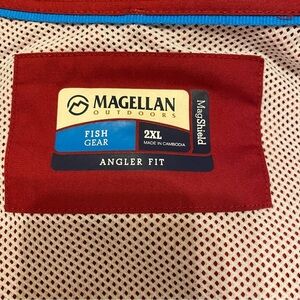 MAGELLAN
OUTDOORS
FISH
GEAR
2XL
MADE IN CAMBODIA
MagShield
ANGLER FIT